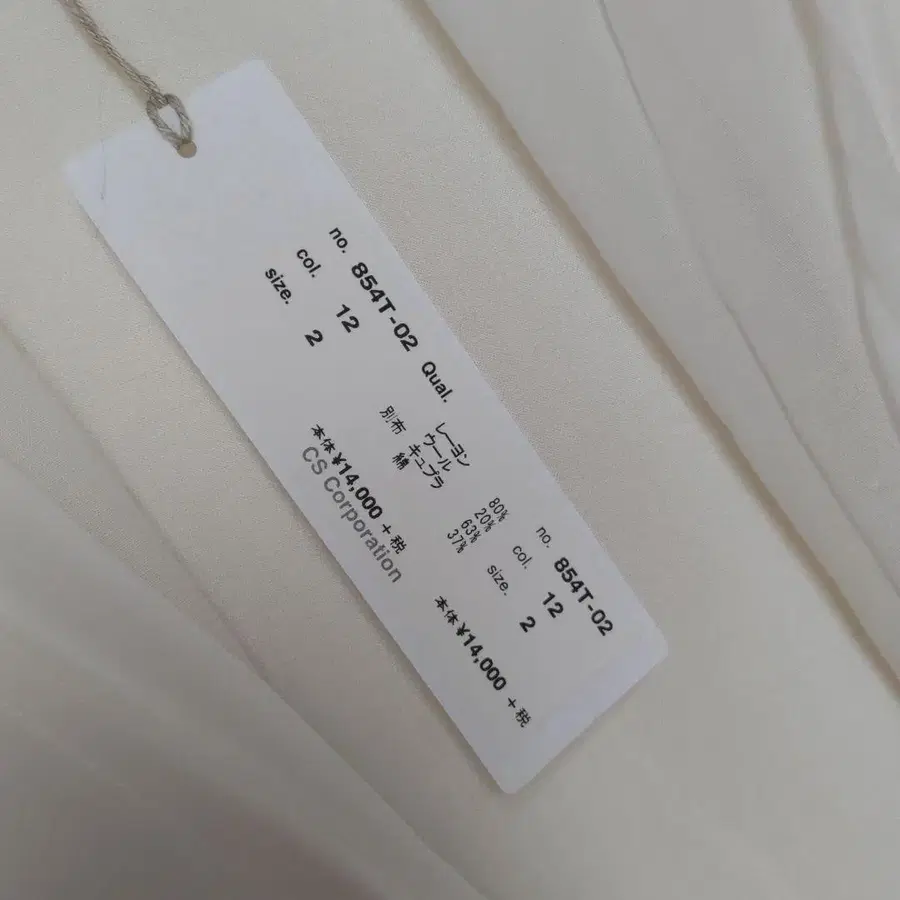 no. 854T-02
col. 12
size. 2
Qual.
レーヨン 80%
ウール 20%
別布 キュプラ 63%
綿 37%
本体 ¥14,000 + 税
CS Corporation
no. 854T-02
col. 12
size. 2
本体 ¥14,000 + 税